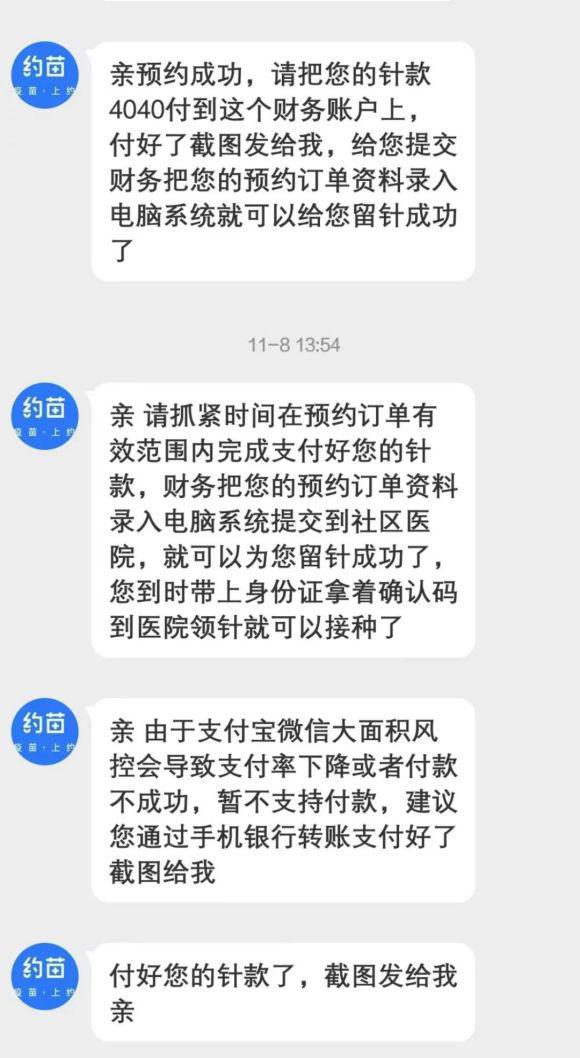 约苗
疫苗·上约
亲预约成功，请把您的针款
4040付到这个财务账户上，
付好了截图发给我，给您提交
财务把您的预约订单资料录入
电脑系统就可以给您留针成功
了
11-8 13:54
约苗
疫苗·上约
亲 请抓紧时间在预约订单有
效范围内完成支付好您的针
款，财务把您的预约订单资料
录入电脑系统提交到社区医
院，就可以为您留针成功了，
您到时带上身份证拿着确认码
到医院领针就可以接种了
约苗
疫苗·上约
亲 由于支付宝微信大面积风
控会导致支付率下降或者付款
不成功，暂不支持付款，建议
您通过手机银行转账支付好了
截图给我
约苗
疫苗·上约
付好您的针款了，截图发给我
亲